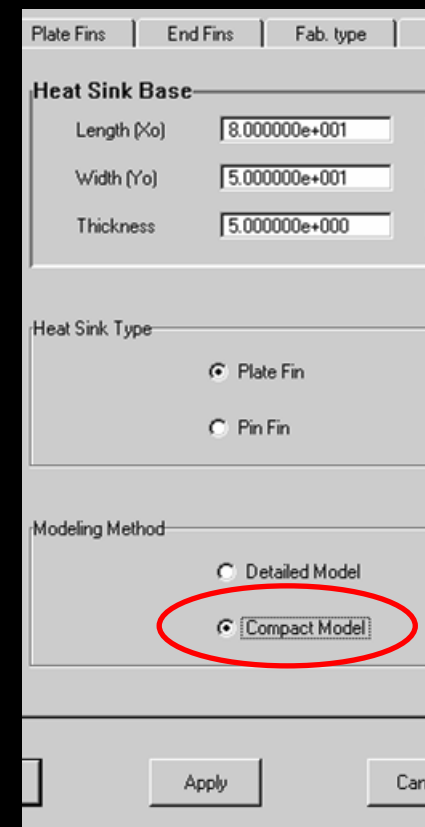 Plate Fins End Fins Fab. type
Heat Sink Base
Length (Xo) 8.000000e+001
Width (Yo) 5.000000e+001
Thickness 5.000000e+000
Heat Sink Type
Plate Fin
Pin Fin
Modeling Method
Detailed Model
Compact Model
Apply